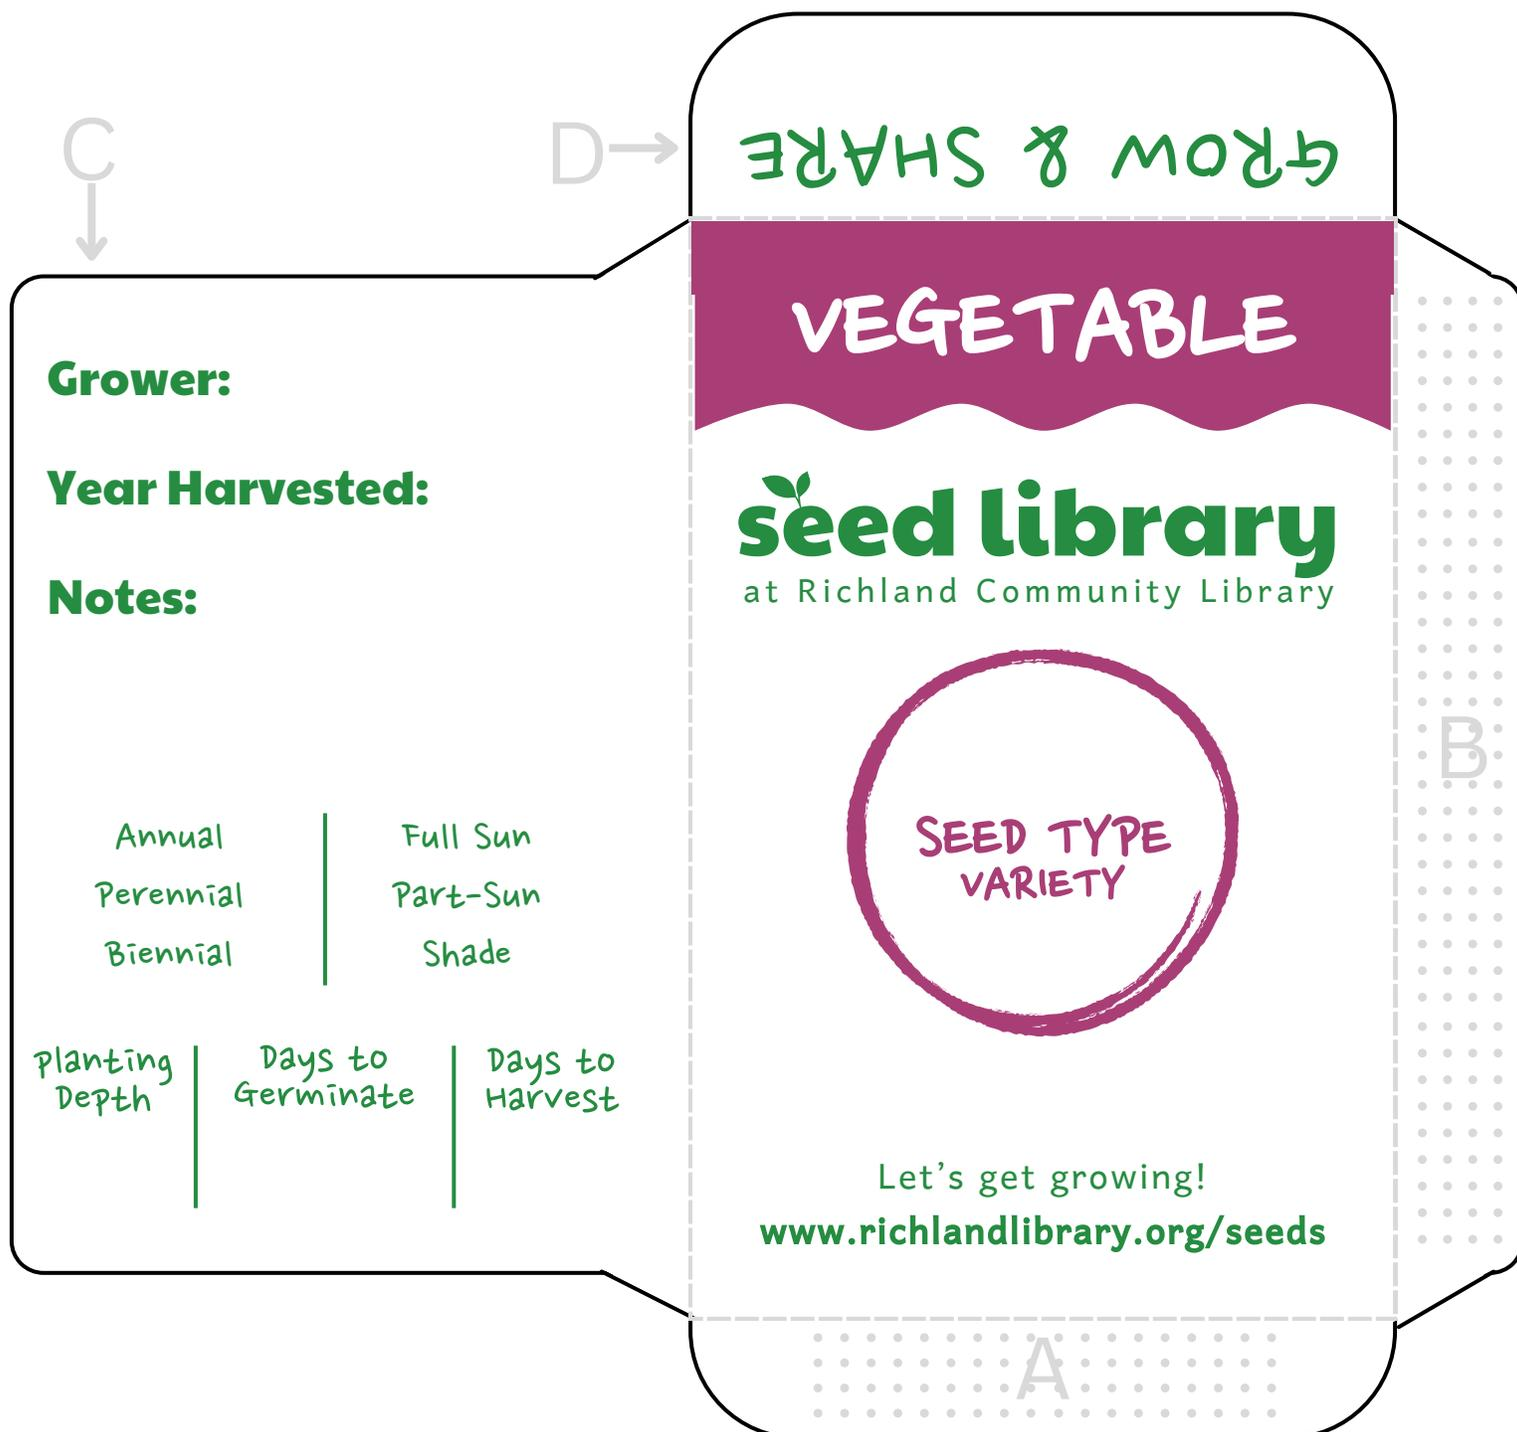 C
D
GROW & SHARE
VEGETABLE
Grower:
Year Harvested:
Notes:
Annual
Perennial
Biennial
Full Sun
Part-Sun
Shade
Planting
Depth
Days to
Germinate
Days to
Harvest
seed library
at Richland Community Library
SEED TYPE
VARIETY
Let's get growing!
www.richlandlibrary.org/seeds
B
A